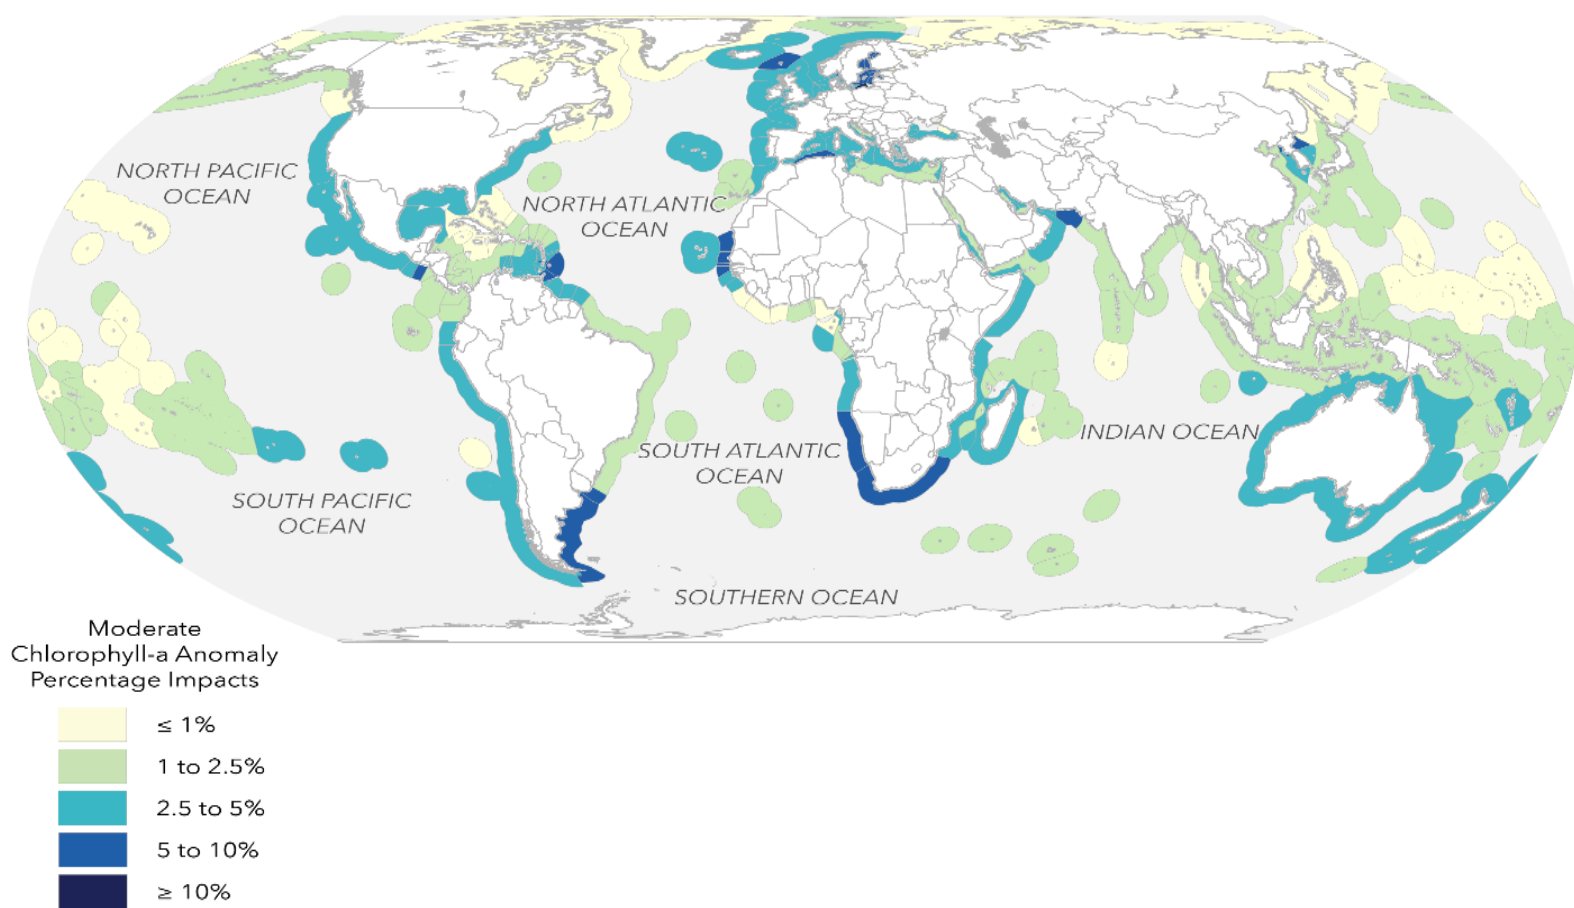 NORTH PACIFIC
OCEAN
NORTH ATLANTIC
OCEAN
SOUTH ATLANTIC
OCEAN
INDIAN OCEAN
SOUTH PACIFIC
OCEAN
SOUTHERN OCEAN
Moderate
Chlorophyll-a Anomaly
Percentage Impacts
≤ 1%
1 to 2.5%
2.5 to 5%
5 to 10%
≥ 10%